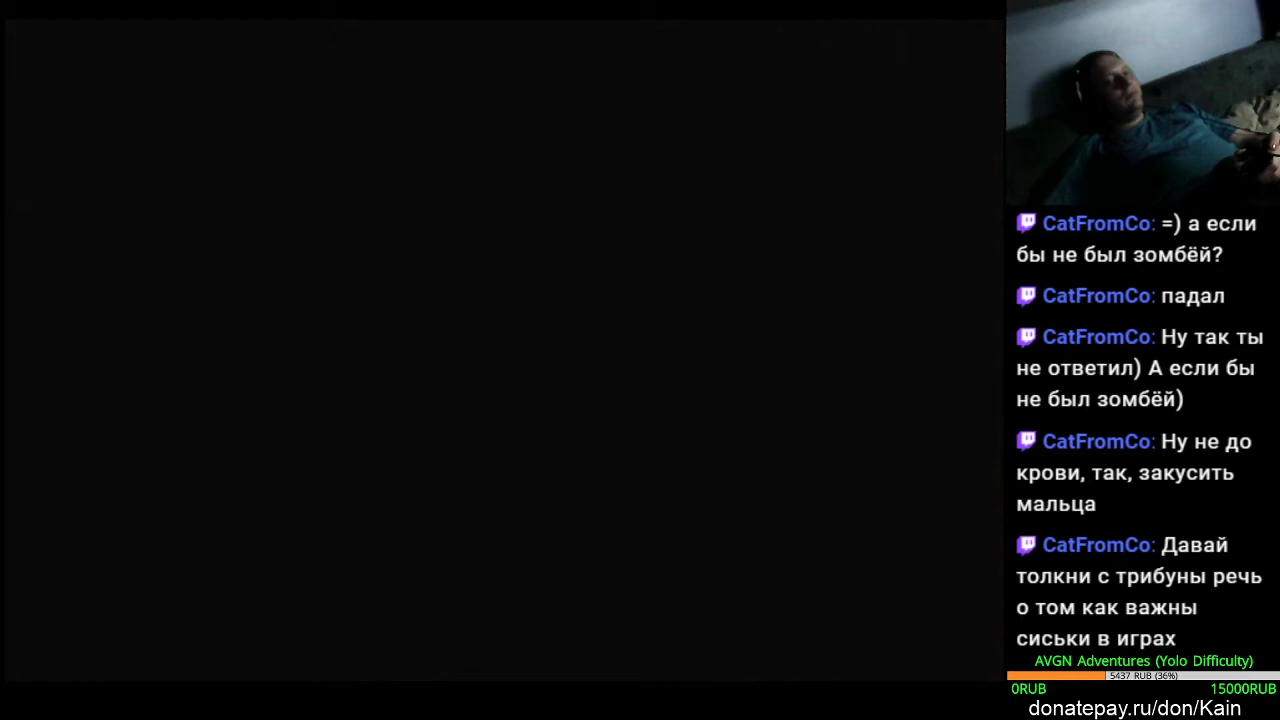 CatFromCo: =) а если
бы не был зомбёй?
CatFromCo: падал
CatFromCo: Ну так ты
не ответил) А если бы
не был зомбёй)
CatFromCo: Ну не до
крови, так, закусить
мальца
CatFromCo: Давай
толкни с трибуны речь
о том как важны
сиськи в играх
AVGN Adventures (Yolo Difficulty)
5437 RUB (36%)
0RUB 15000RUB
donatepay.ru/don/Kain